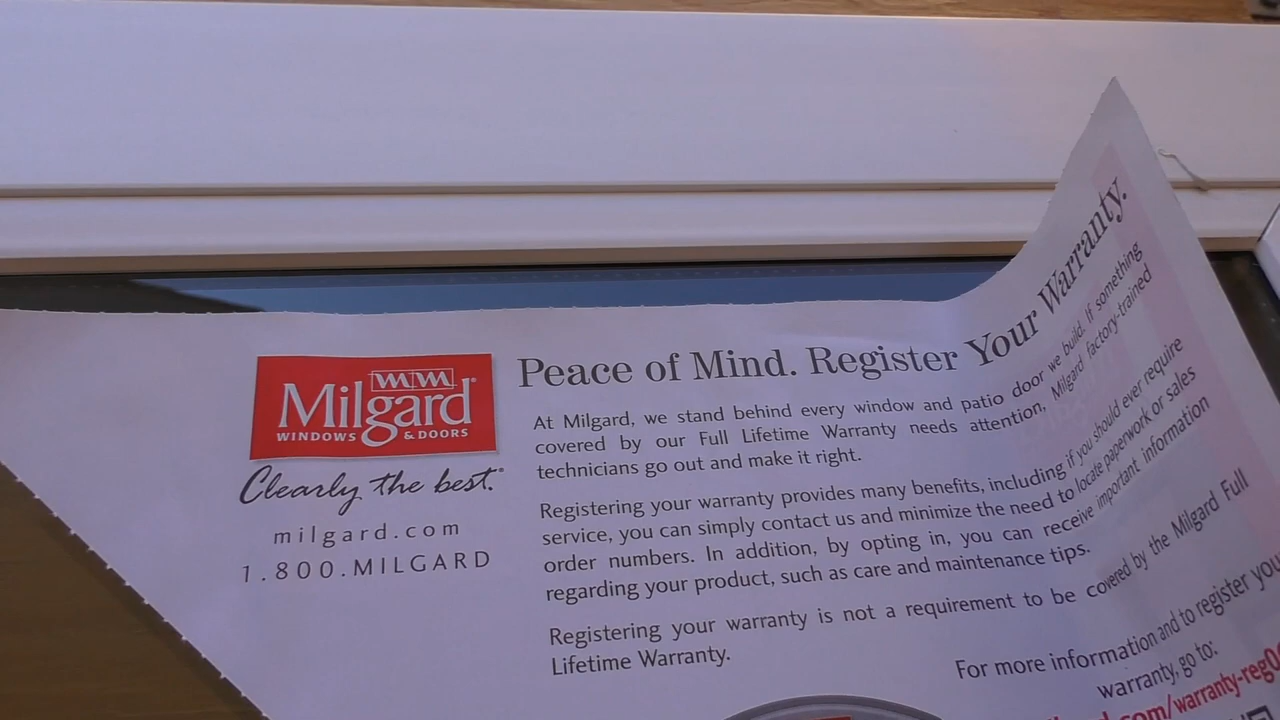 Milgard®
WINDOWS & DOORS
Clearly the best.®
milgard.com
1.800.MILGARD
Peace of Mind. Register Your Warranty.
At Milgard, we stand behind every window and patio door we build. If something
covered by our Full Lifetime Warranty needs attention, Milgard factory-trained
technicians go out and make it right.
Registering your warranty provides many benefits, including if you should ever require
service, you can simply contact us and minimize the need to locate paperwork or sales
order numbers. In addition, by opting in, you can receive important information
regarding your product, such as care and maintenance tips.
Registering your warranty is not a requirement to be covered by the Milgard Full
Lifetime Warranty.
For more information and to register you
warranty, go to:
.com/warranty-reg